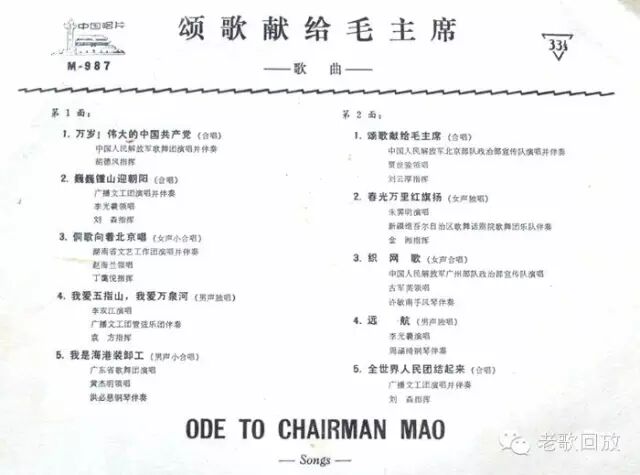 中国唱片
M-987
颂歌献给毛主席
——歌曲——
33⅓
第1面：
1. 万岁！伟大的中国共产党（合唱）
中国人民解放军歌舞团演唱并伴奏
胡德风指挥
2. 巍巍锺山迎朝阳（合唱）
广播文工团演唱并伴奏
李光羲领唱
刘森指挥
3. 侗歌向着北京唱（女声小合唱）
湖南省文艺工作团演唱并伴奏
赵海兰领唱
指挥
4. 我爱五指山，我爱万泉河（男声独唱）
李双江演唱
广播文工团管弦乐团伴奏
袁方指挥
5. 我是海港装卸工（男声小合唱）
广东省歌舞团演唱
黄杰明领唱
洪必慈钢琴伴奏
第2面：
1. 颂歌献给毛主席（合唱）
中国人民解放军北京部队政治部宣传队演唱并伴奏
贾世骏领唱
刘云厚指挥
2. 春光万里红旗扬（女声独唱）
朱霁明演唱
新疆维吾尔自治区歌舞话剧院歌舞团乐队伴奏
金湘指挥
3. 织网歌（女声合唱）
中国人民解放军广州部队政治部宣传队演唱
古军英领唱
许敏南手风琴伴奏
4. 远航（男声独唱）
李光羲演唱
周涵绮钢琴伴奏
5. 全世界人民团结起来（合唱）
广播文工团演唱并伴奏
刘森指挥
ODE TO CHAIRMAN MAO
— Songs —
老歌回放